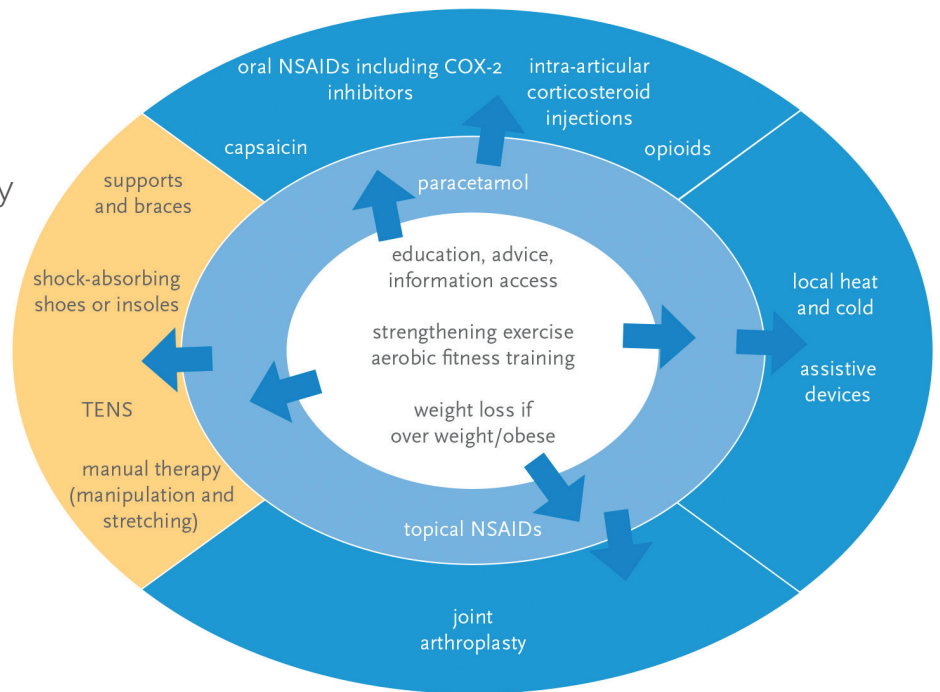 oral NSAIDs including COX-2
inhibitors
intra-articular
corticosteroid
injections
capsaicin
opioids
paracetamol
y
supports
and braces
shock-absorbing
shoes or insoles
TENS
manual therapy
(manipulation and
stretching)
education, advice,
information access
strengthening exercise
aerobic fitness training
weight loss if
over weight/obese
local heat
and cold
assistive
devices
topical NSAIDs
joint
arthroplasty